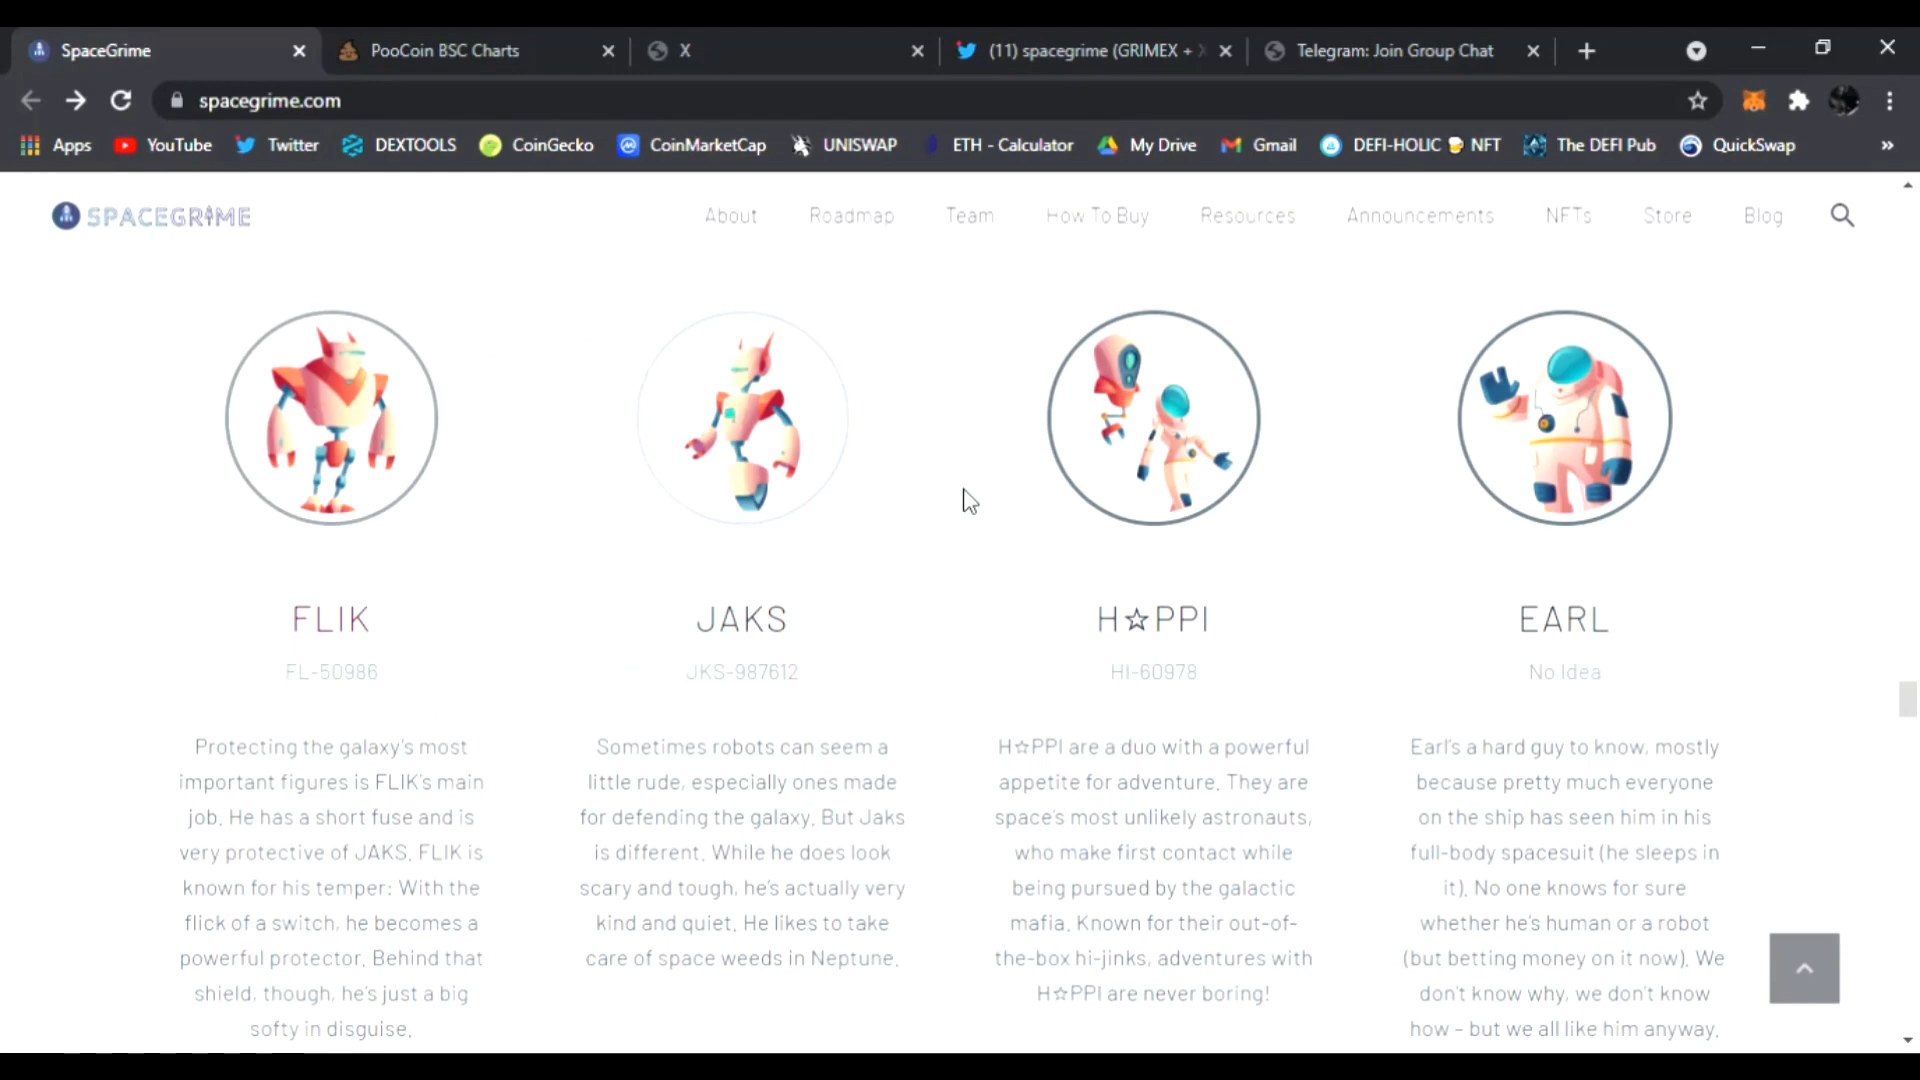 SpaceGrime
PooCoin BSC Charts
X
(11) spacegrime (GRIMEX +
Telegram: Join Group Chat
spacegrime.com
Apps
YouTube
Twitter
DEXTOOLS
CoinGecko
CoinMarketCap
UNISWAP
ETH - Calculator
My Drive
Gmail
DEFI-HOLIC 🍺 NFT
The DEFI Pub
QuickSwap
»
SPACEGRIME
About
Roadmap
Team
How To Buy
Resources
Announcements
NFTs
Store
Blog
FLIK
FL-50986
Protecting the galaxy's most
important figures is FLIK's main
job. He has a short fuse and is
very protective of JAKS. FLIK is
known for his temper: With the
flick of a switch, he becomes a
powerful protector. Behind that
shield, though, he's just a big
softy in disguise.
JAKS
JKS-987612
Sometimes robots can seem a
little rude, especially ones made
for defending the galaxy. But Jaks
is different. While he does look
scary and tough, he's actually very
kind and quiet. He likes to take
care of space weeds in Neptune.
H☆PPI
HI-60978
H☆PPI are a duo with a powerful
appetite for adventure. They are
space's most unlikely astronauts,
who make first contact while
being pursued by the galactic
mafia. Known for their out-of-
the-box hi-jinks, adventures with
H☆PPI are never boring!
EARL
No Idea
Earl's a hard guy to know, mostly
because pretty much everyone
on the ship has seen him in his
full-body spacesuit (he sleeps in
it). No one knows for sure
whether he's human or a robot
(but betting money on it now). We
don't know why, we don't know
how – but we all like him anyway.